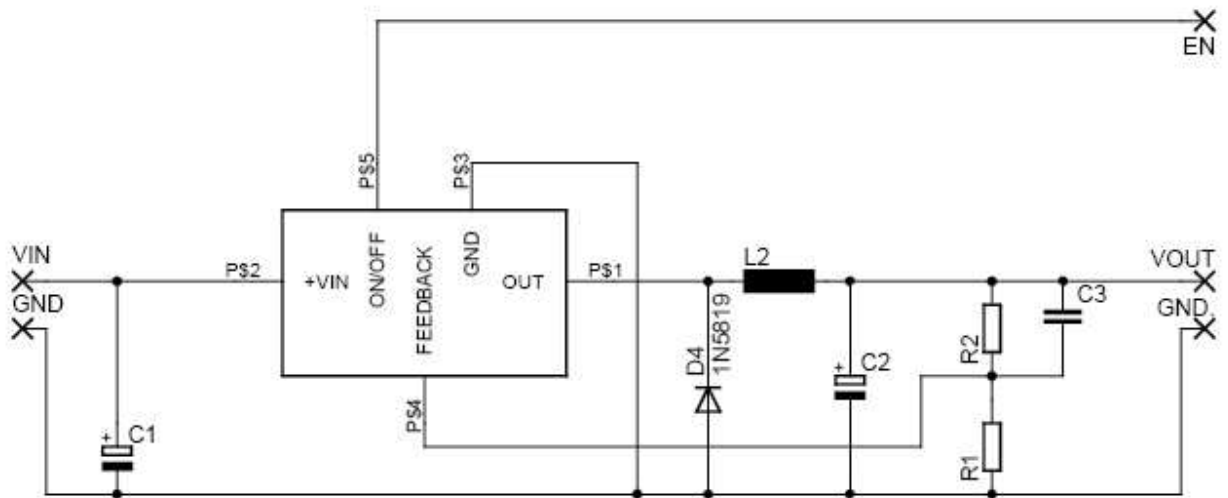 EN
P$5
P$3
VIN
P$2
+VIN
ON/OFF
FEEDBACK
GND
OUT
P$1
L2
VOUT
GND
GND
C3
D4
1N5819
R2
C2
P$4
C1
+
+
R1